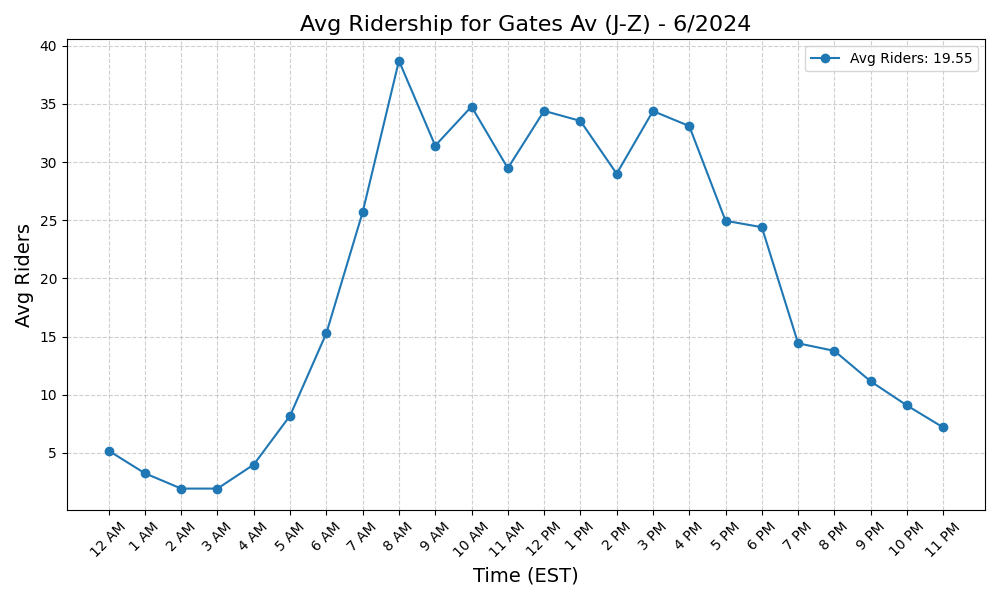 Avg Ridership for Gates Av (J-Z) - 6/2024
Avg Riders: 19.55
Avg Riders
40
35
30
25
20
15
10
5
12 AM
1 AM
2 AM
3 AM
4 AM
5 AM
6 AM
7 AM
8 AM
9 AM
10 AM
11 AM
12 PM
1 PM
2 PM
3 PM
4 PM
5 PM
6 PM
7 PM
8 PM
9 PM
10 PM
11 PM
Time (EST)